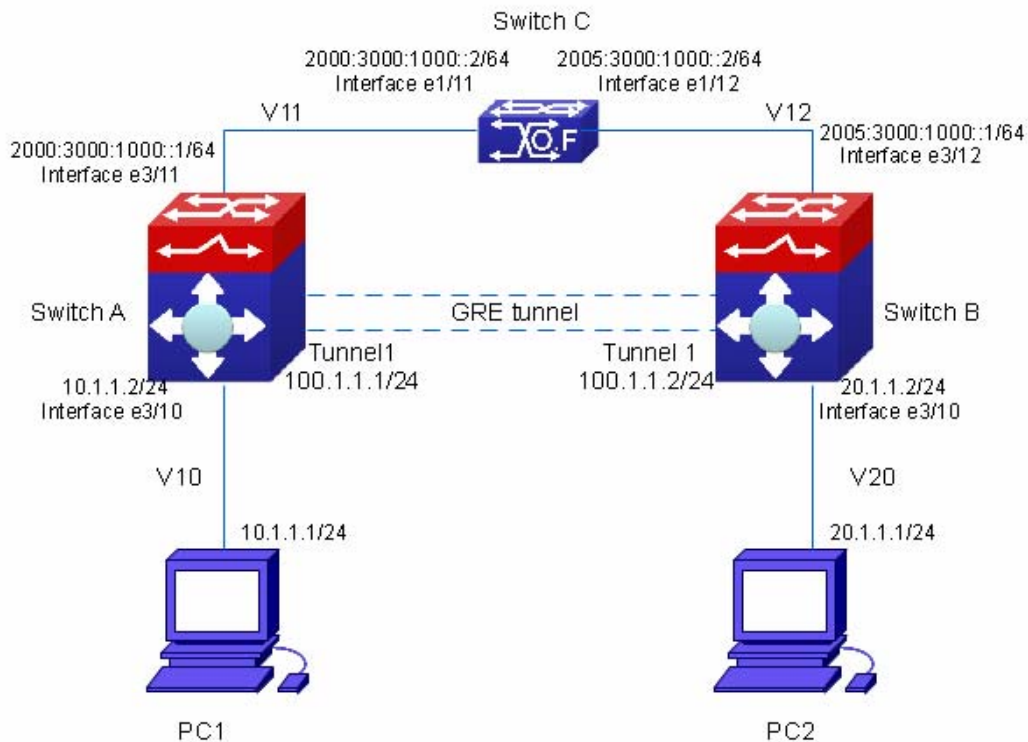 Switch C
2000:3000:1000::2/64
Interface e1/11
2005:3000:1000::2/64
Interface e1/12
V11
V12
2000:3000:1000::1/64
Interface e3/11
2005:3000:1000::1/64
Interface e3/12
O.F
Switch A
GRE tunnel
Switch B
Tunnel1
100.1.1.1/24
Tunnel 1
100.1.1.2/24
10.1.1.2/24
Interface e3/10
20.1.1.2/24
Interface e3/10
V10
V20
10.1.1.1/24
20.1.1.1/24
PC1
PC2